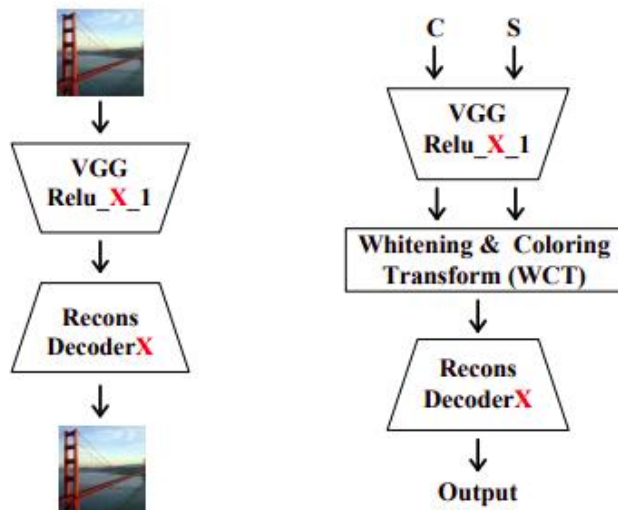 VGG
Relu_X_1
Recons
DecoderX
C S
VGG
Relu_X_1
Whitening & Coloring
Transform (WCT)
Recons
DecoderX
Output